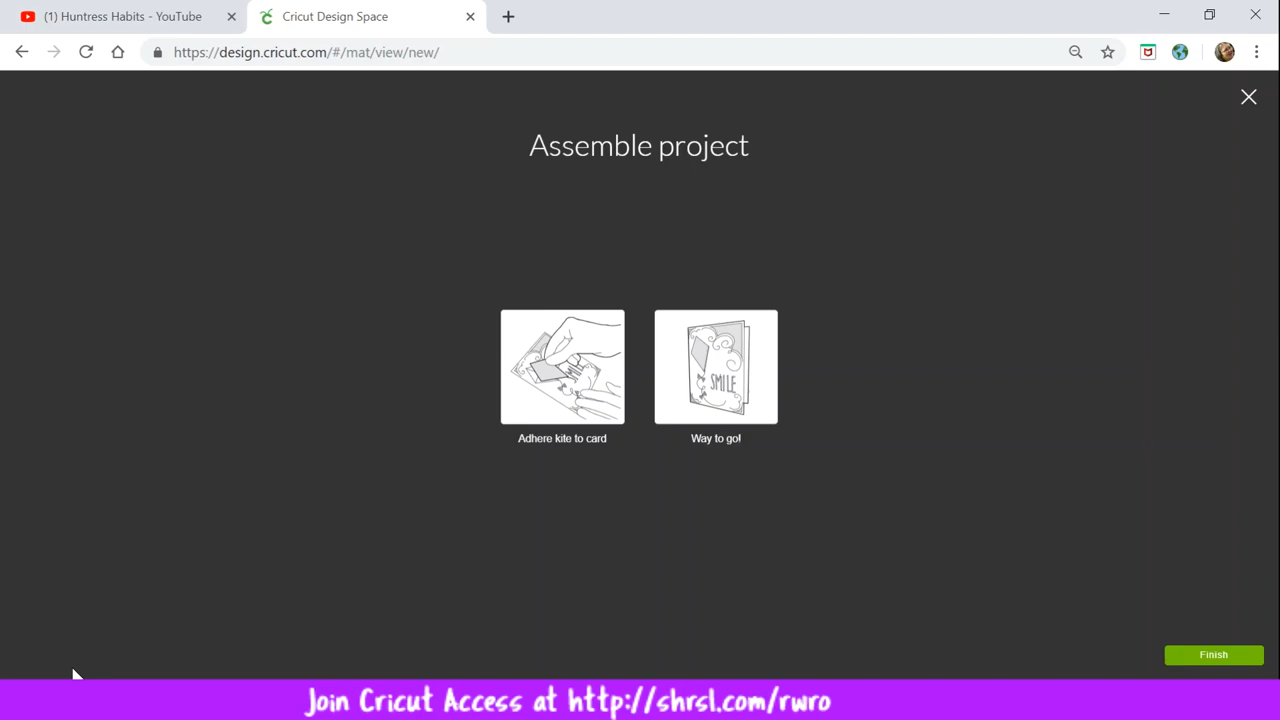 (1) Huntress Habits - YouTube
Cricut Design Space
https://design.cricut.com/#/mat/view/new/
Assemble project
SMILE
Adhere kite to card
Way to go!
Finish
Join Cricut Access at http://shrsl.com/rwro